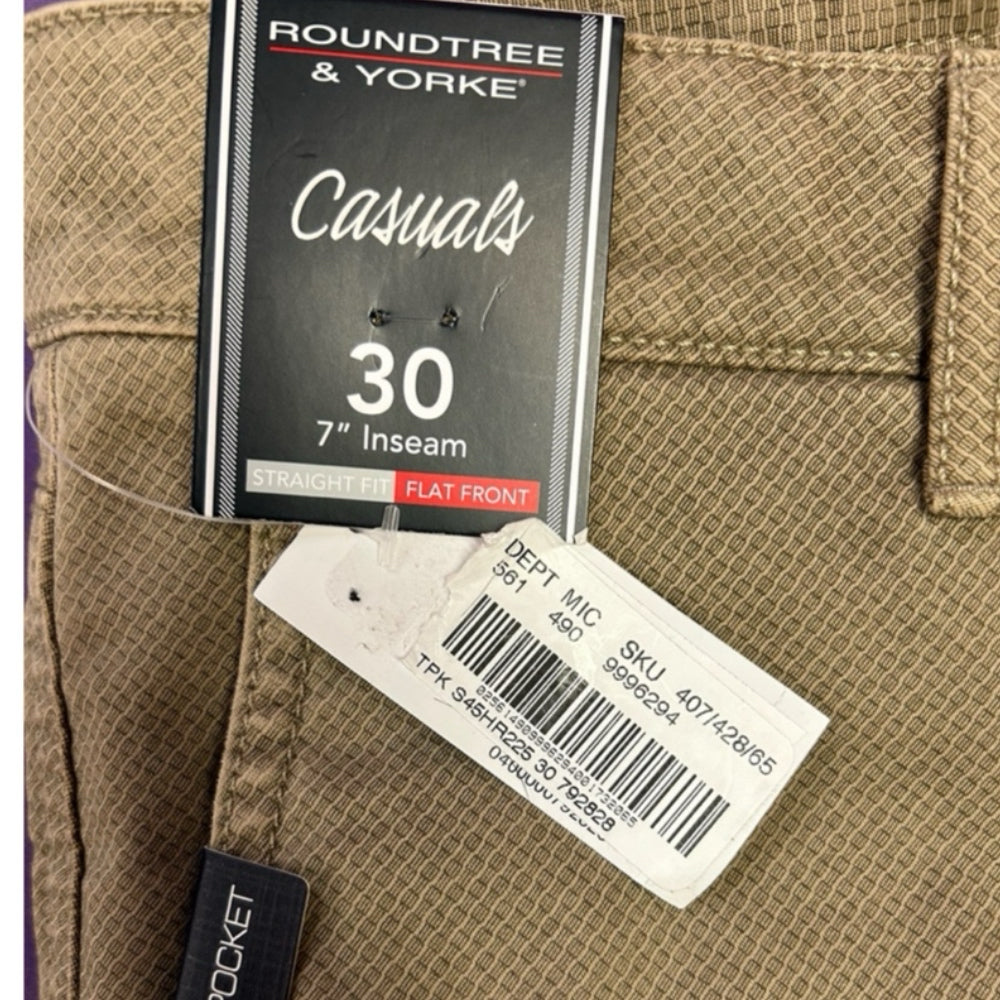 ROUNDTREE
& YORKE®
Casuals
30
7" Inseam
STRAIGHT FIT FLAT FRONT
DEPT MIC SKU 407/428/65
561 490 9996294
TPK S45HR225 30 792828
POCKET